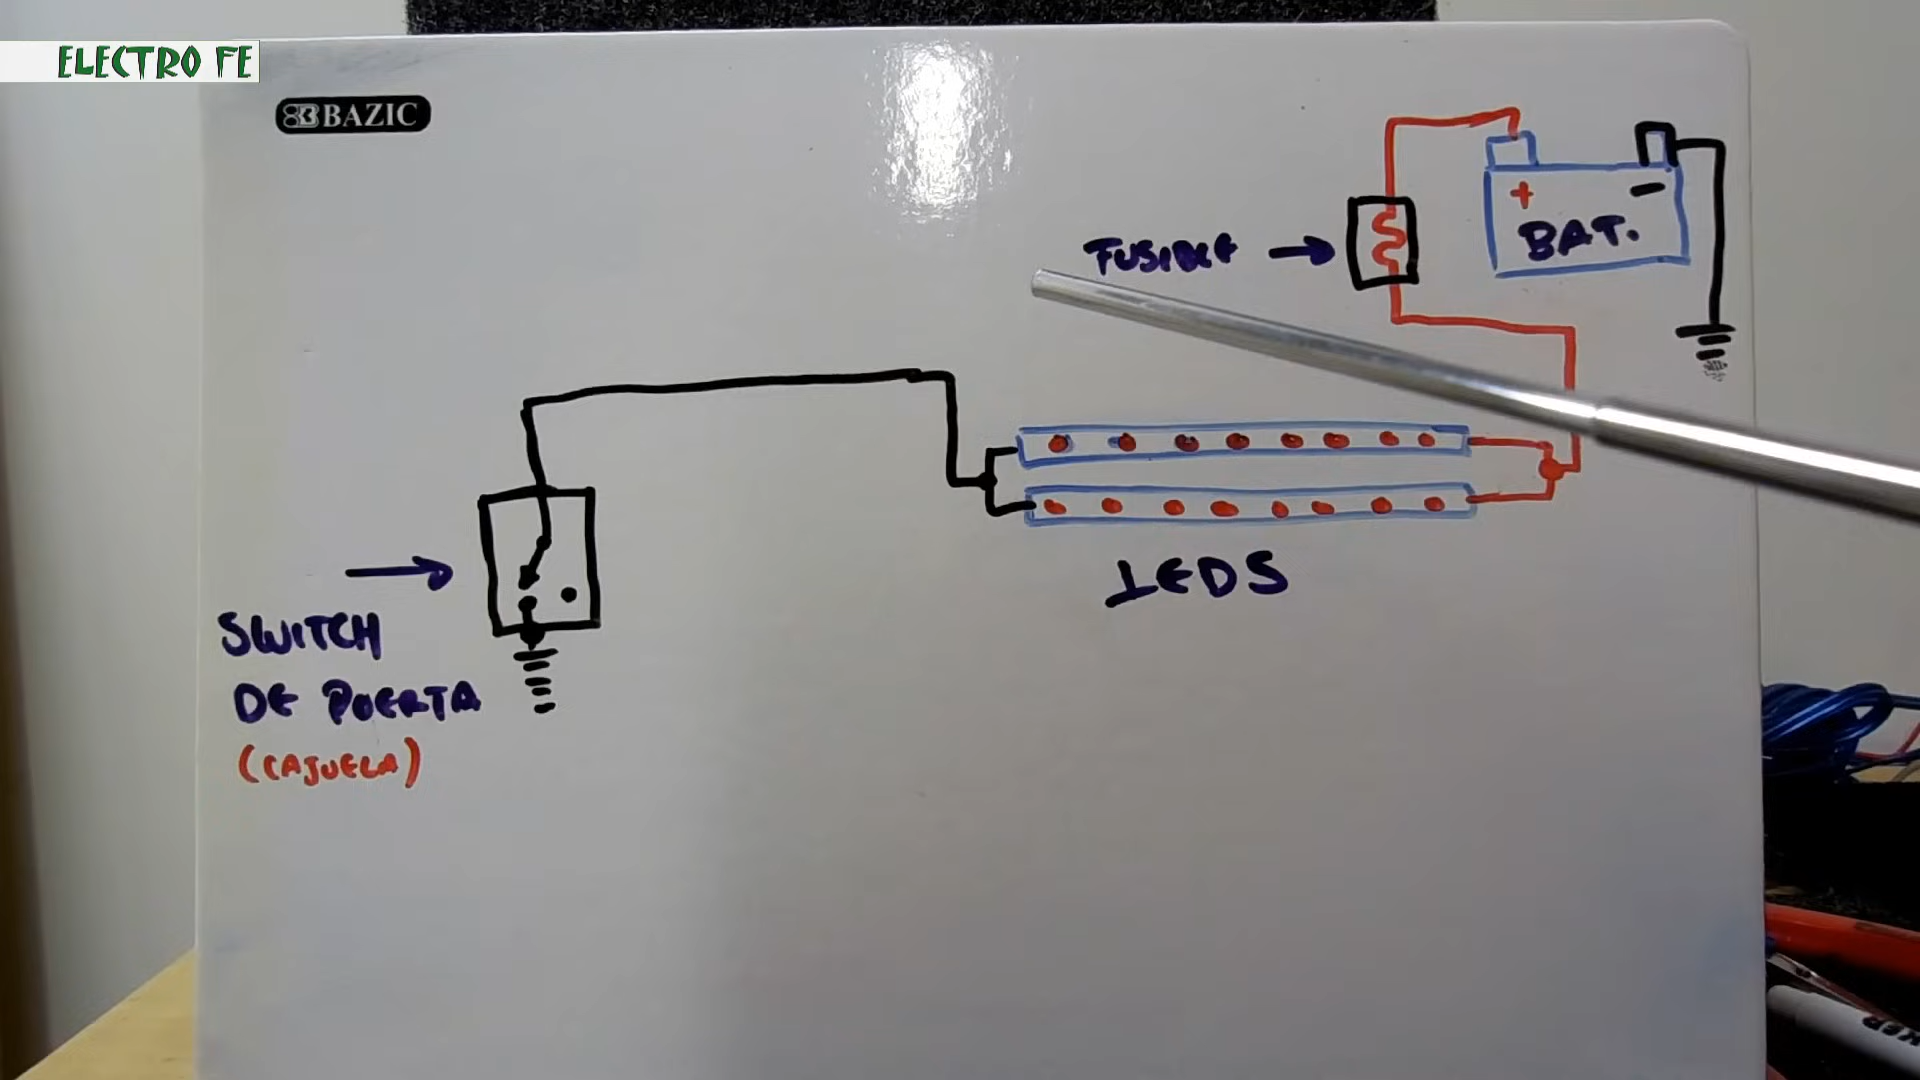 ELECTRO FE
BAZIC
+
-
BAT.
FUSIBLE →
LEDS
→
SWITCH
DE PUERTA
(CAJUELA)